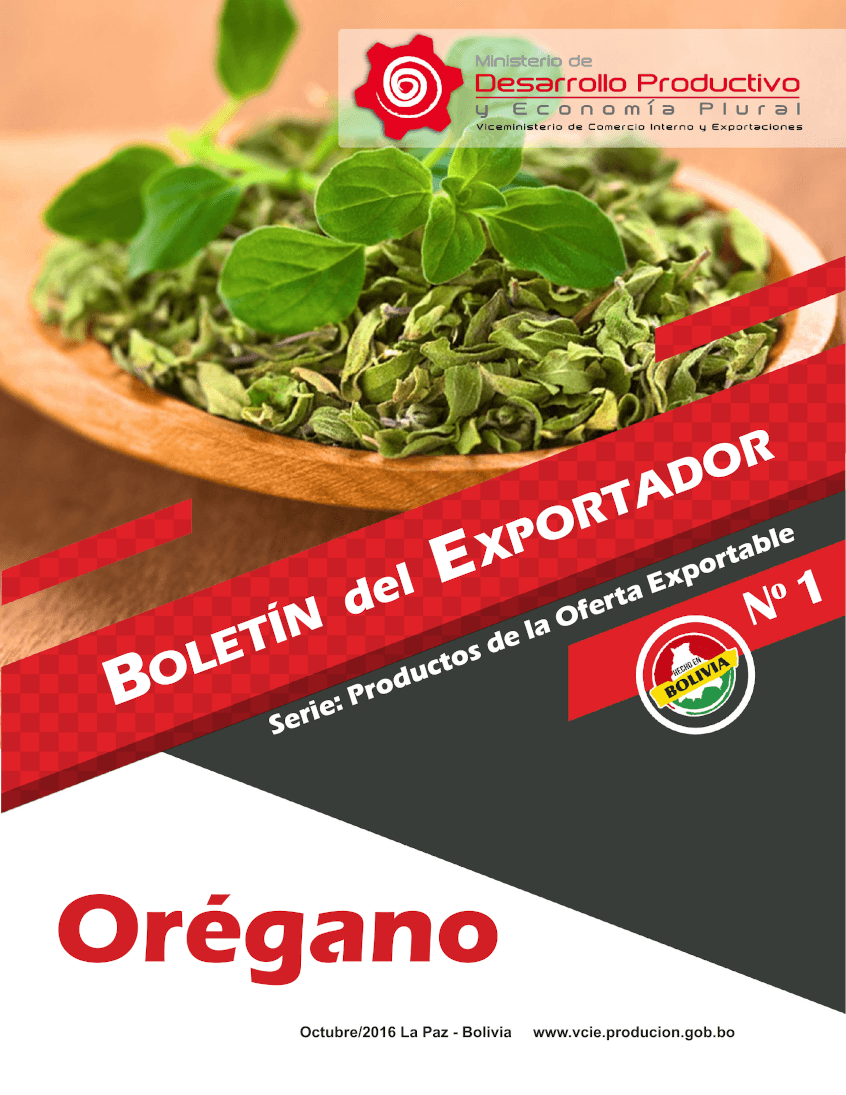 Ministerio de
Desarrollo Productivo
y Economía Plural
Viceministerio de Comercio Interno y Exportaciones
BOLETÍN del EXPORTADOR
Serie: Productos de la Oferta Exportable
Nº 1
HECHO EN
BOLIVIA
Orégano
Octubre/2016 La Paz - Bolivia www.vcie.producion.gob.bo